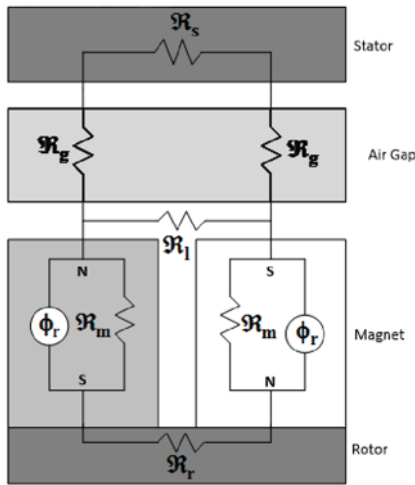 ℜs
Stator
ℜg
ℜg
Air Gap
ℜl
N
S
ϕr
ℜm
ℜm
ϕr
Magnet
S
N
ℜr
Rotor